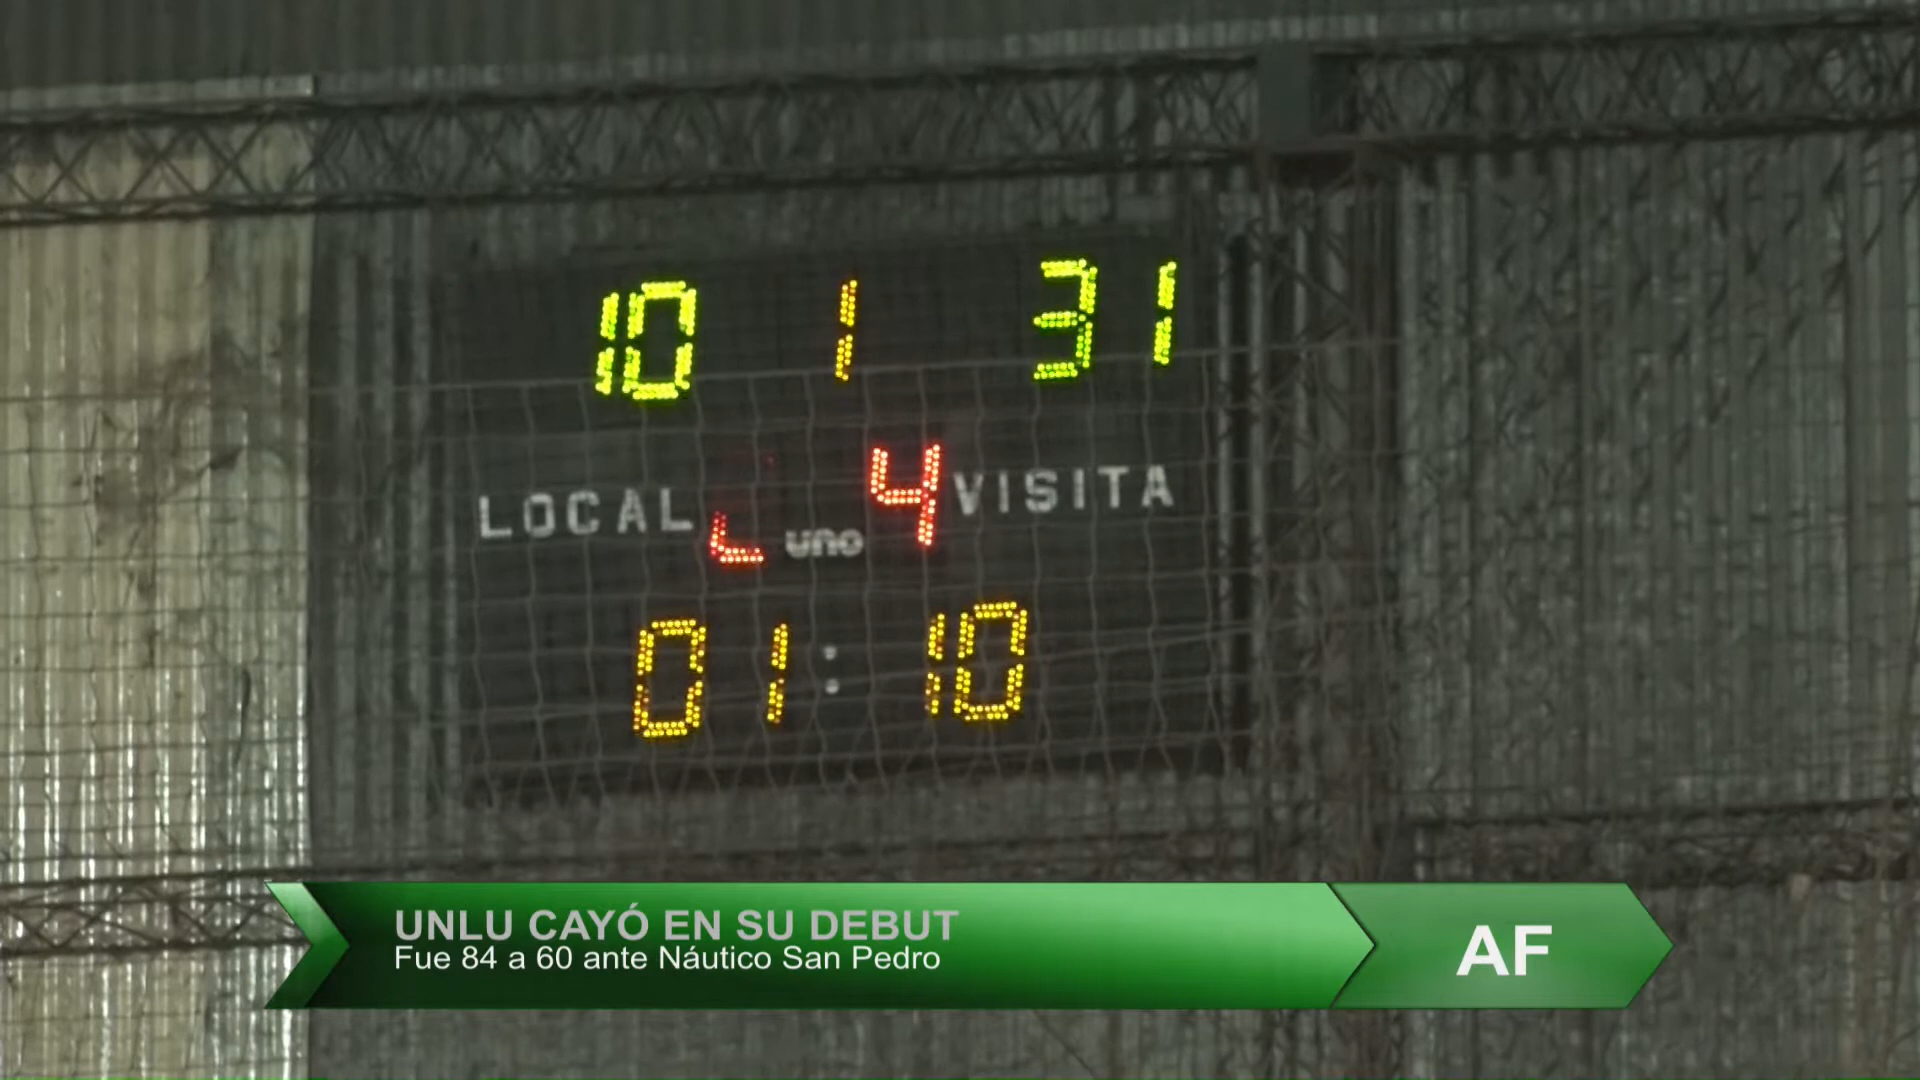 10 1 31
LOCAL uno 4 VISITA
01:10
UNLU CAYÓ EN SU DEBUT
Fue 84 a 60 ante Náutico San Pedro
AF